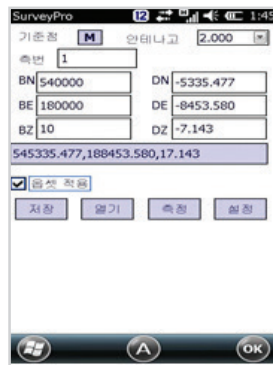 SurveyPro 1:45
기준점 M 안테나고 2.000
측번 1
BN 540000 DN -5335.477
BE 180000 DE -8453.580
BZ 10 DZ -7.143
545335.477,188453.580,17.143
옵셋 적용
저장 열기 측정 설정
A OK